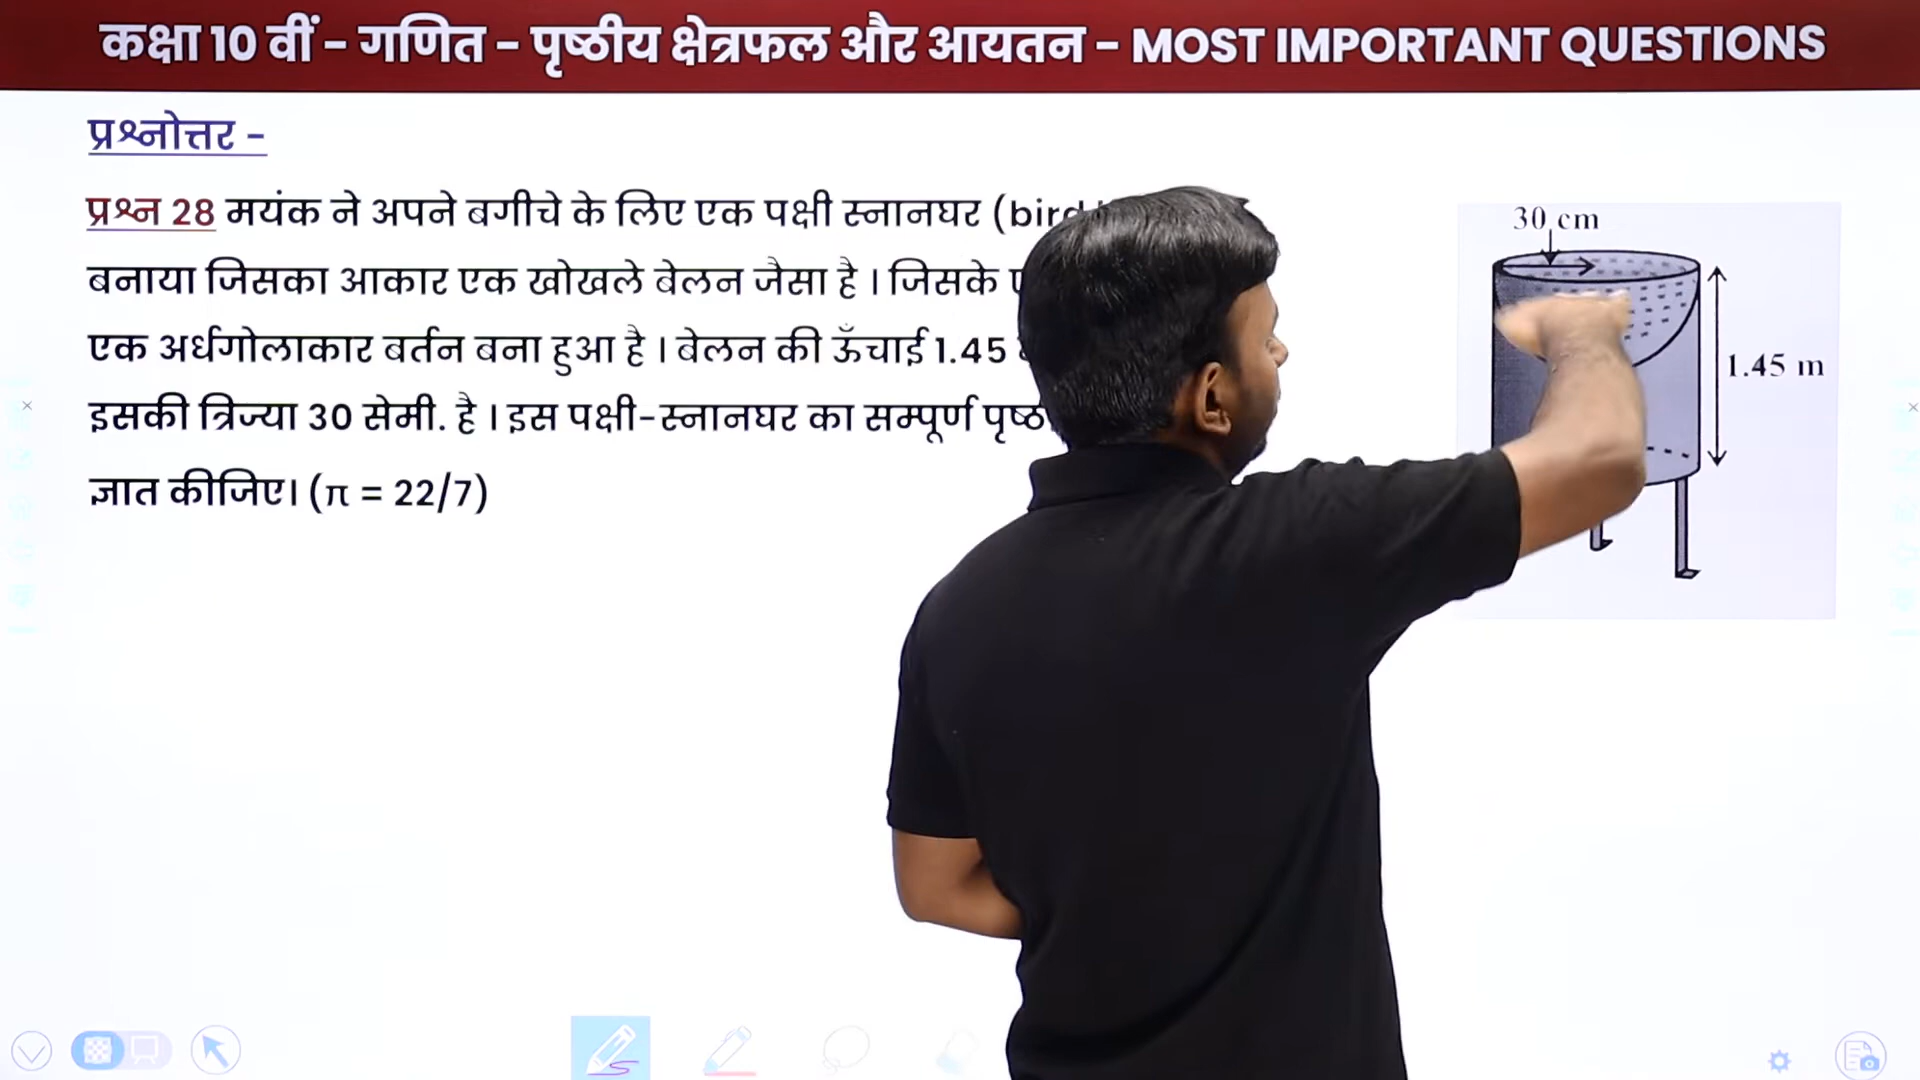 कक्षा 10 वीं - गणित - पृष्ठीय क्षेत्रफल और आयतन - MOST IMPORTANT QUESTIONS
प्रश्नोत्तर -
प्रश्न 28 मयंक ने अपने बगीचे के लिए एक पक्षी स्नानघर (bird
बनाया जिसका आकार एक खोखले बेलन जैसा है । जिसके
एक अर्धगोलाकार बर्तन बना हुआ है । बेलन की ऊँचाई 1.45
इसकी त्रिज्या 30 सेमी. है । इस पक्षी-स्नानघर का सम्पूर्ण
ज्ञात कीजिए। (π = 22/7)
30 cm
1.45 m